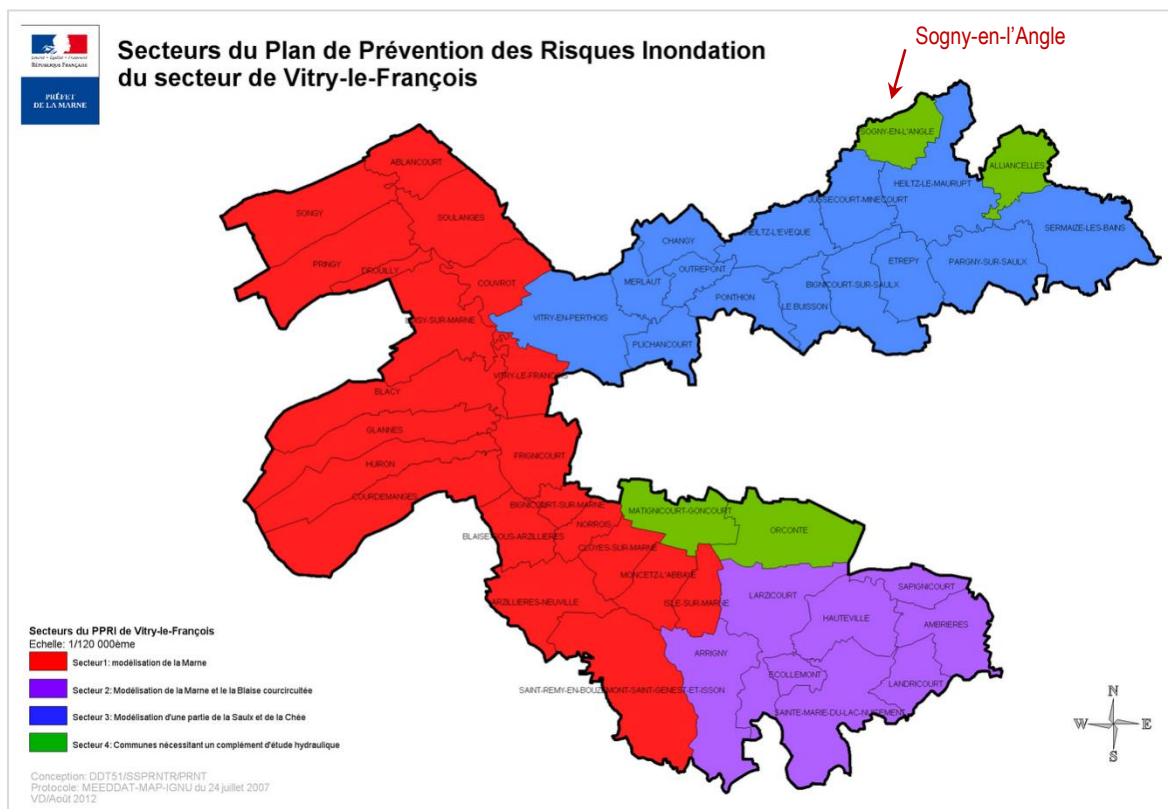 Liberté • Égalité • Fraternité
RÉPUBLIQUE FRANÇAISE
PRÉFET
DE LA MARNE
Secteurs du Plan de Prévention des Risques Inondation
du secteur de Vitry-le-François
Sogny-en-l'Angle
SOGNY-EN-L'ANGLE
ABLANCOURT
ALLIANCELLES
HEILTZ-LE-MAURUPT
JUSSECOURT-MINECOURT
SONGY
SOULANGES
SERMAIZE-LES-BAINS
HEILTZ-L'EVEQUE
CHANGY
PRINGY
DROUILLY
OUTREPONT
ETREPY
PARGNY-SUR-SAULX
COUVROT
MERLAUT
BIGNICOURT-SUR-SAULX
PONTHION
LE BUISSON
VITRY-EN-PERTHOIS
LOISY-SUR-MARNE
PLICHANCOURT
VITRY-LE-FRANCOIS
BLACY
GLANNES
FRIGNICOURT
HUIRON
COURDEMANGES
BIGNICOURT-SUR-MARNE
MATIGNICOURT-GONCOURT
NORROIS
ORCONTE
BLAISE-SOUS-ARZILLIERES
CLOYES-SUR-MARNE
MONCETZ-L'ABBAYE
SAPIGNICOURT
ARZILLIERES-NEUVILLE
ISLE-SUR-MARNE
LARZICOURT
HAUTEVILLE
AMBRIERES
ARRIGNY
ECOLLEMONT
LANDRICOURT
SAINT-REMY-EN-BOUZEMONT-SAINT-GENEST-ET-ISSON
SAINTE-MARIE-DU-LAC-NUISEMENT
Secteurs du PPRI de Vitry-le-François
Echelle: 1/120 000ème
Secteur1: modélisation de la Marne
Secteur 2: Modélisation de la Marne et le la Blaise courcircuitée
Secteur 3: Modélisation d'une partie de la Saulx et de la Chée
Secteur 4: Communes nécessitant un complément d'étude hydraulique
N
W E
S
Conception: DDT51/SSPRNTR/PRNT
Protocole: MEEDDAT-MAP-IGNU du 24 juillet 2007
VD/Août 2012